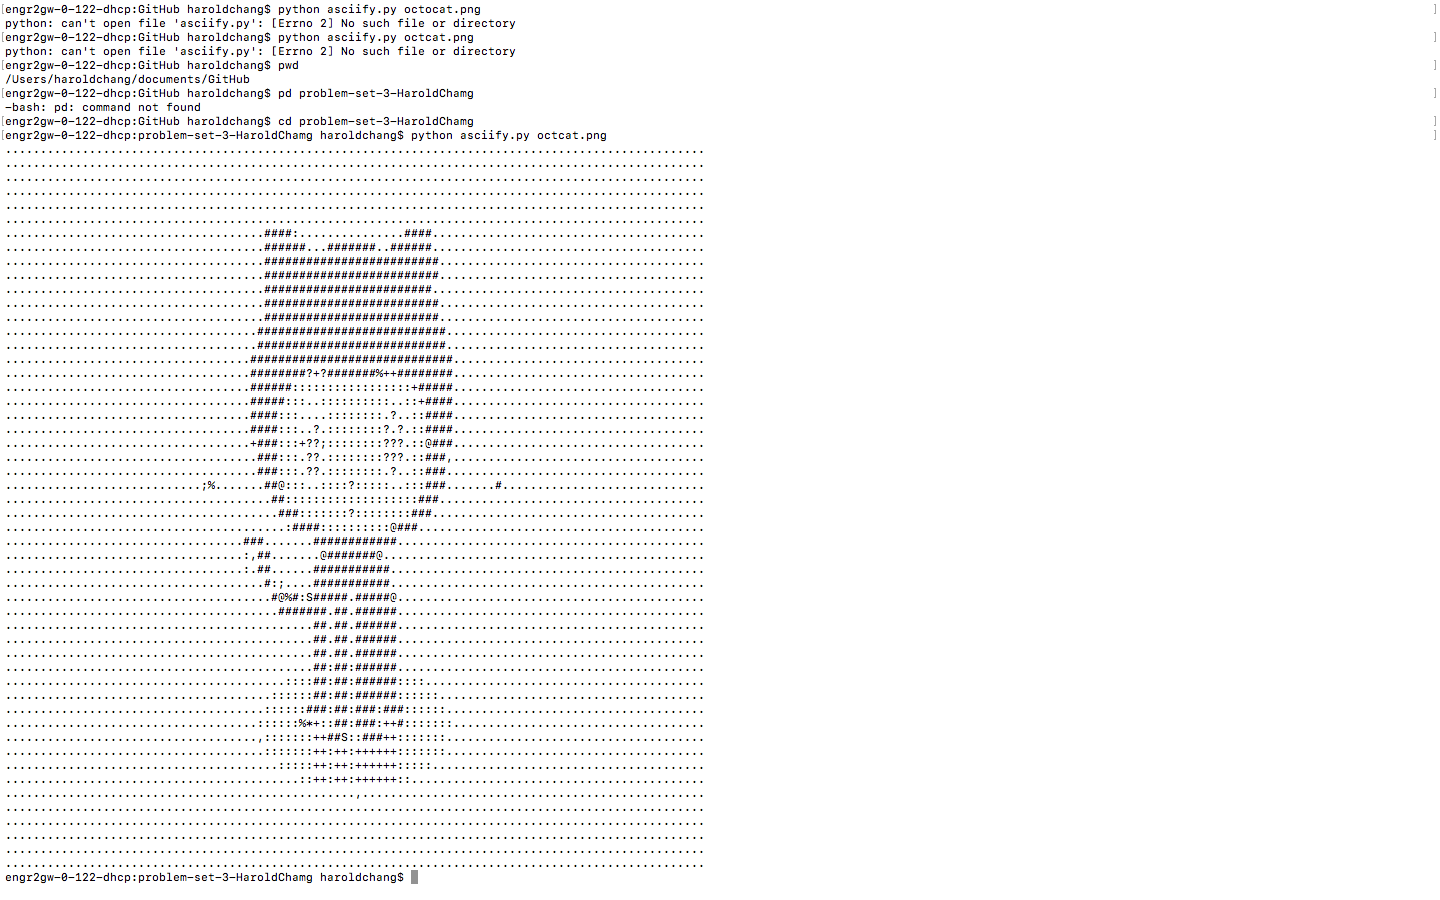 [engr2gw-0-122-dhcp:GitHub haroldchang$ python asciify.py octocat.png ]
python: can't open file 'asciify.py': [Errno 2] No such file or directory
[engr2gw-0-122-dhcp:GitHub haroldchang$ python asciify.py octcat.png ]
python: can't open file 'asciify.py': [Errno 2] No such file or directory
[engr2gw-0-122-dhcp:GitHub haroldchang$ pwd ]
/Users/haroldchang/documents/GitHub
[engr2gw-0-122-dhcp:GitHub haroldchang$ pd problem-set-3-HaroldChamg ]
-bash: pd: command not found
[engr2gw-0-122-dhcp:GitHub haroldchang$ cd problem-set-3-HaroldChamg ]
[engr2gw-0-122-dhcp:problem-set-3-HaroldChamg haroldchang$ python asciify.py octcat.png ]
engr2gw-0-122-dhcp:problem-set-3-HaroldChamg haroldchang$